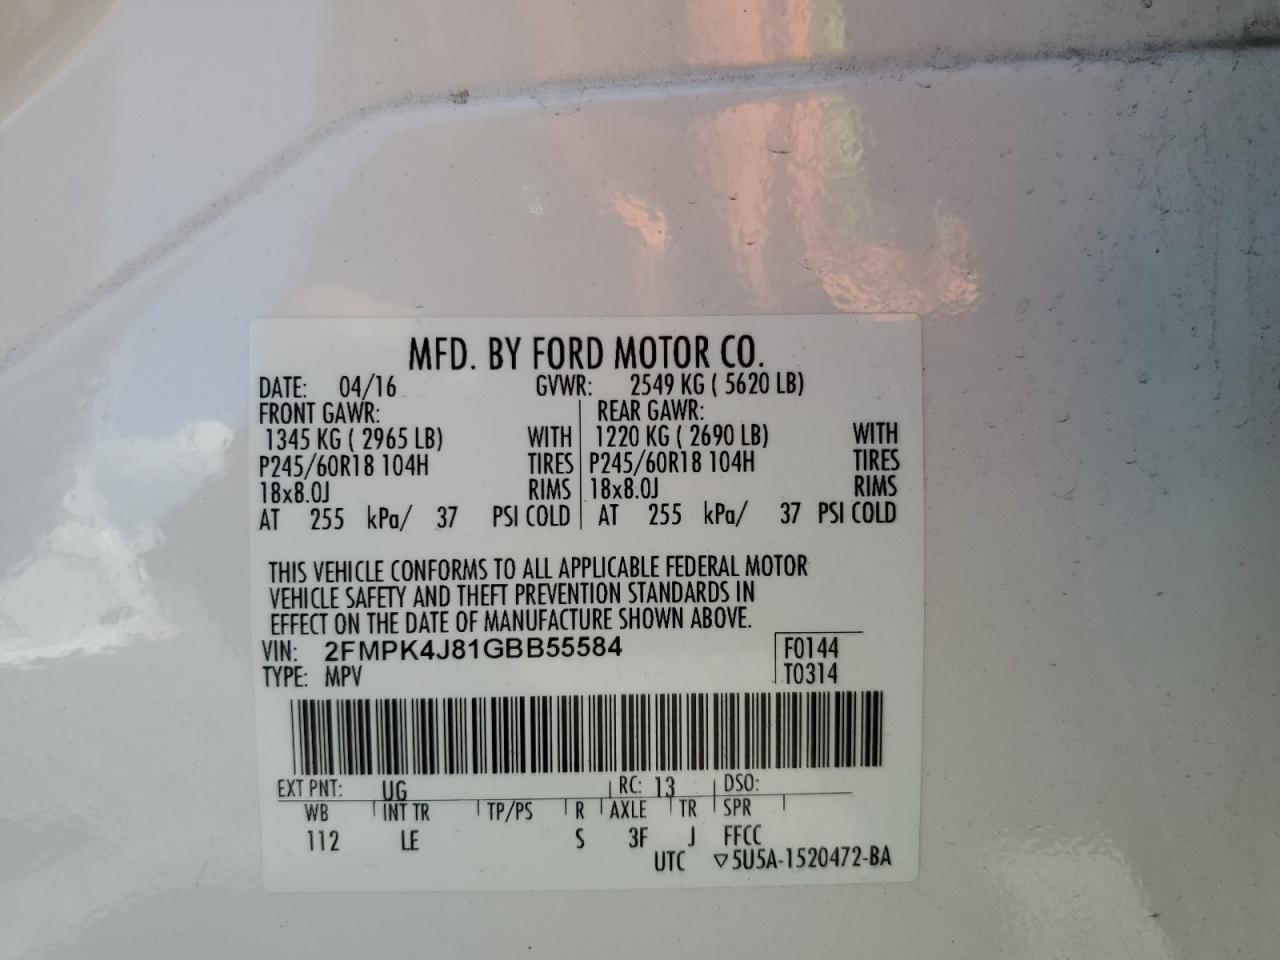 MFD. BY FORD MOTOR CO.
DATE: 04/16 GVWR: 2549 KG ( 5620 LB)
FRONT GAWR: REAR GAWR:
1345 KG ( 2965 LB) WITH 1220 KG ( 2690 LB) WITH
P245/60R18 104H TIRES P245/60R18 104H TIRES
18x8.0J RIMS 18x8.0J RIMS
AT 255 kPa/ 37 PSI COLD AT 255 kPa/ 37 PSI COLD
THIS VEHICLE CONFORMS TO ALL APPLICABLE FEDERAL MOTOR
VEHICLE SAFETY AND THEFT PREVENTION STANDARDS IN
EFFECT ON THE DATE OF MANUFACTURE SHOWN ABOVE.
VIN: 2FMPK4J81GBB55584 F0144
TYPE: MPV T0314
EXT PNT: UG RC: 13 DSO:
WB INT TR TP/PS R AXLE TR SPR
112 LE S 3F J FFCC
UTC ▽5U5A-1520472-BA